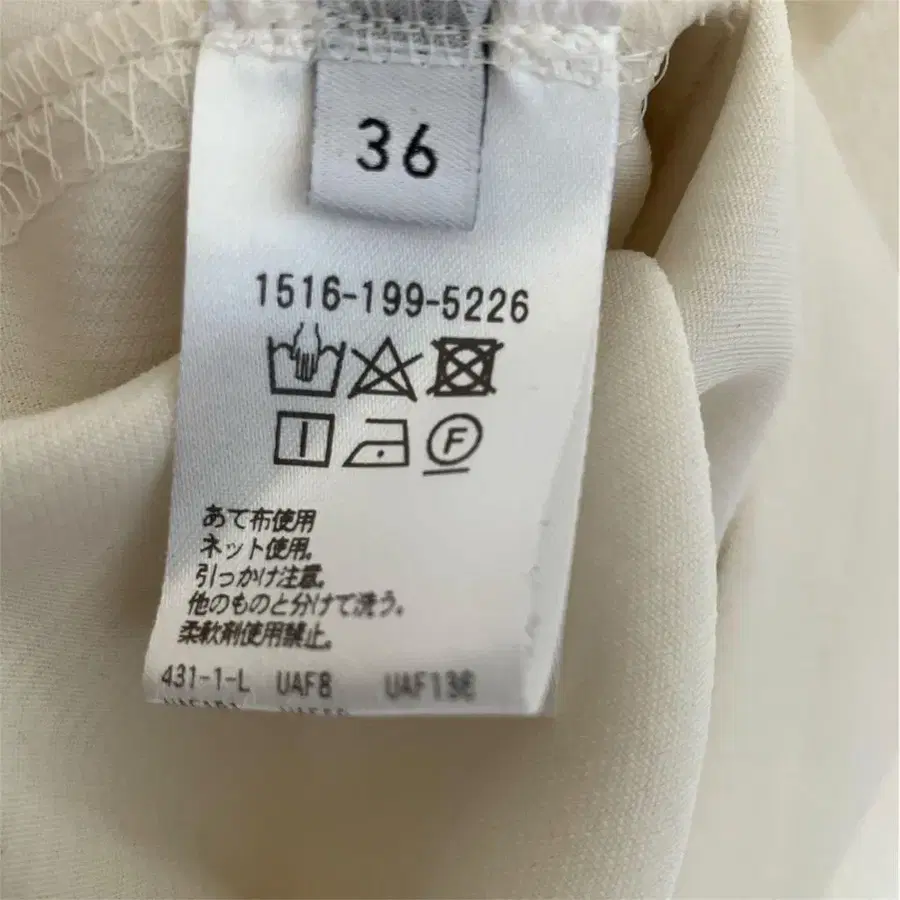 36
1516-199-5226
F
あて布使用
ネット使用。
引っかけ注意。
他のものと分けて洗う。
柔軟剤使用禁止。
431-1-L UAF8 UAF136